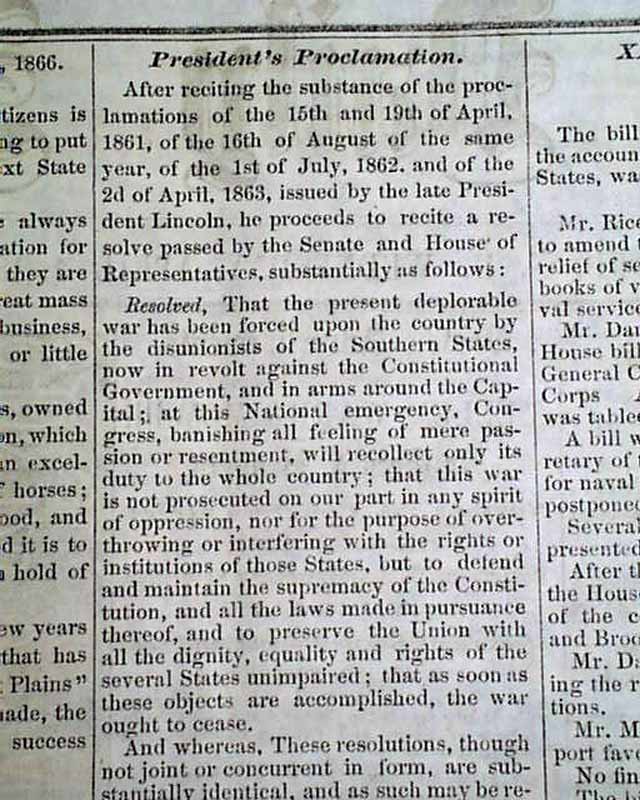 , 1866.
tizens is
ng to put
xt State
always
ation for
they are
reat mass
business,
or little
s, owned
on, which
n excel-
horses;
ood, and
d it is to
hold of
ew years
that has
Plains"
nade, the
success
President's Proclamation.
After reciting the substance of the proc-
lamations of the 15th and 19th of April,
1861, of the 16th of August of the same
year, of the 1st of July, 1862. and of the
2d of April, 1863, issued by the late Presi-
dent Lincoln, he proceeds to recite a re-
solve passed by the Senate and House of
Representatives, substantially as follows:
Resolved, That the present deplorable
war has been forced upon the country by
the disunionists of the Southern States,
now in revolt against the Constitutional
Government, and in arms around the Cap-
ital; at this National emergency, Con-
gress, banishing all feeling of mere pas-
sion or resentment, will recollect only its
duty to the whole country; that this war
is not prosecuted on our part in any spirit
of oppression, nor for the purpose of over-
throwing or interfering with the rights or
institutions of those States, but to defend
and maintain the supremacy of the Consti-
tution, and all the laws made in pursuance
thereof, and to preserve the Union with
all the dignity, equality and rights of the
several States unimpaired; that as soon as
these objects are accomplished, the war
ought to cease.
And whereas, These resolutions, though
not joint or concurrent in form, are sub-
stantially identical, and as such may be re-
X
The bill
the accoun
States, wa
Mr. Rice
to amend t
relief of se
books of v
val service
Mr. Dav
House bill
General C
Corps A
was tabled
A bill w
retary of t
for naval
postponed
Several
presented
After th
the House
of the c
and Broo
Mr. Da
ing the r
tions.
Mr. M
port fave
No fin